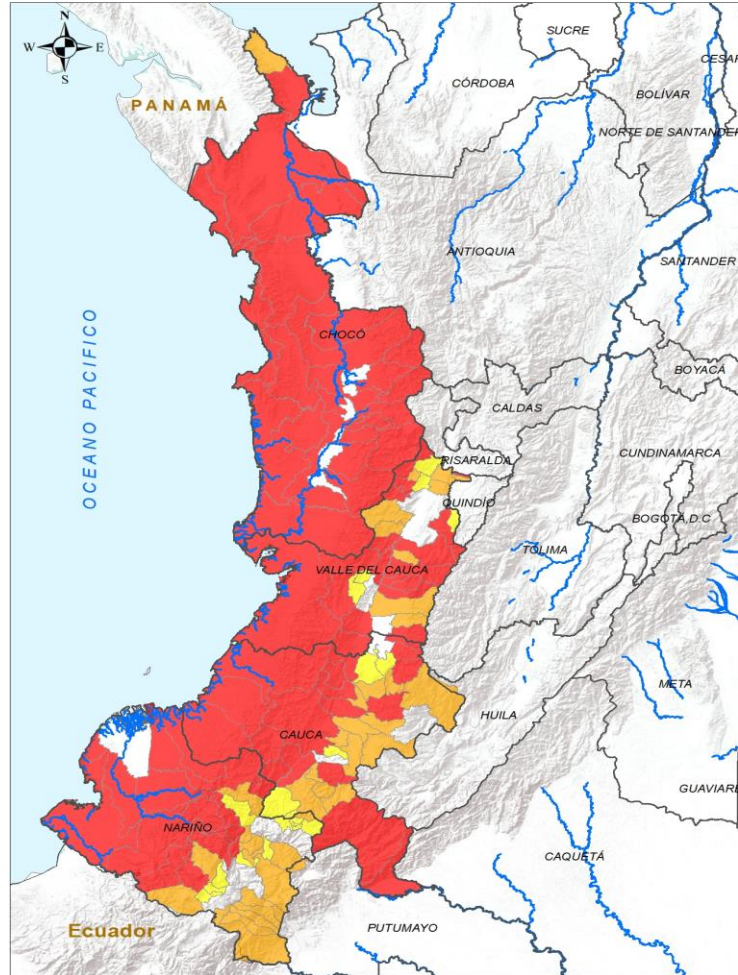 N
W E
S
PANAMÁ
SUCRE
CÓRDOBA
CESAR
BOLÍVAR
NORTE DE SANTANDER
ANTIOQUIA
SANTANDER
OCEANO PACIFICO
CHOCÓ
BOYACÁ
CALDAS
CUNDINAMARCA
RISARALDA
QUINDÍO
BOGOTÁ,D.C
TOLIMA
VALLE DEL CAUCA
META
HUILA
CAUCA
GUAVIARE
NARIÑO
CAQUETÁ
Ecuador
PUTUMAYO